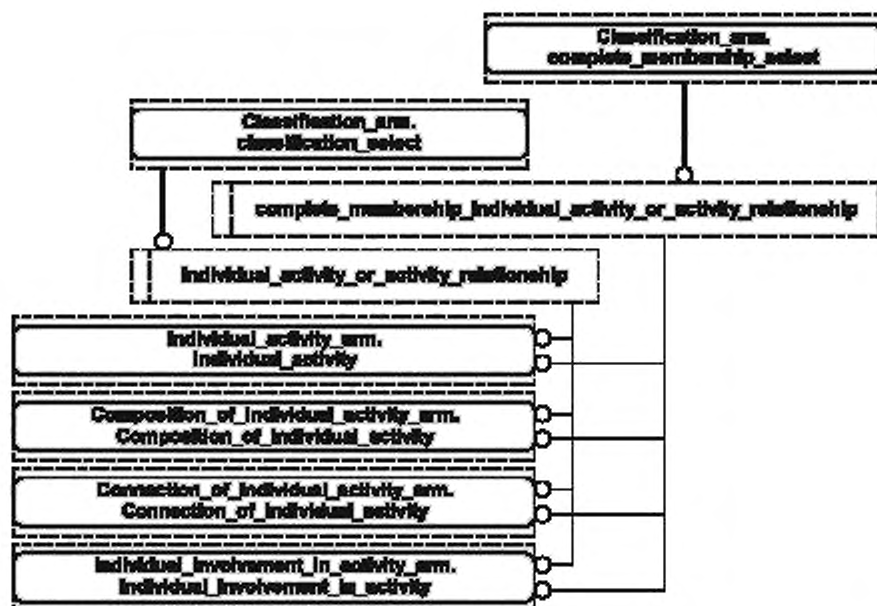 Classification_arm.
complete_membership_select
Classification_arm.
classification_select
complete_membership_individual_activity_or_activity_relationship
individual_activity_or_activity_relationship
Individual_activity_arm.
Individual_activity
Composition_of_individual_activity_arm.
Composition_of_individual_activity
Connection_of_individual_activity_arm.
Connection_of_individual_activity
Individual_involvement_in_activity_arm.
Individual_involvement_in_activity